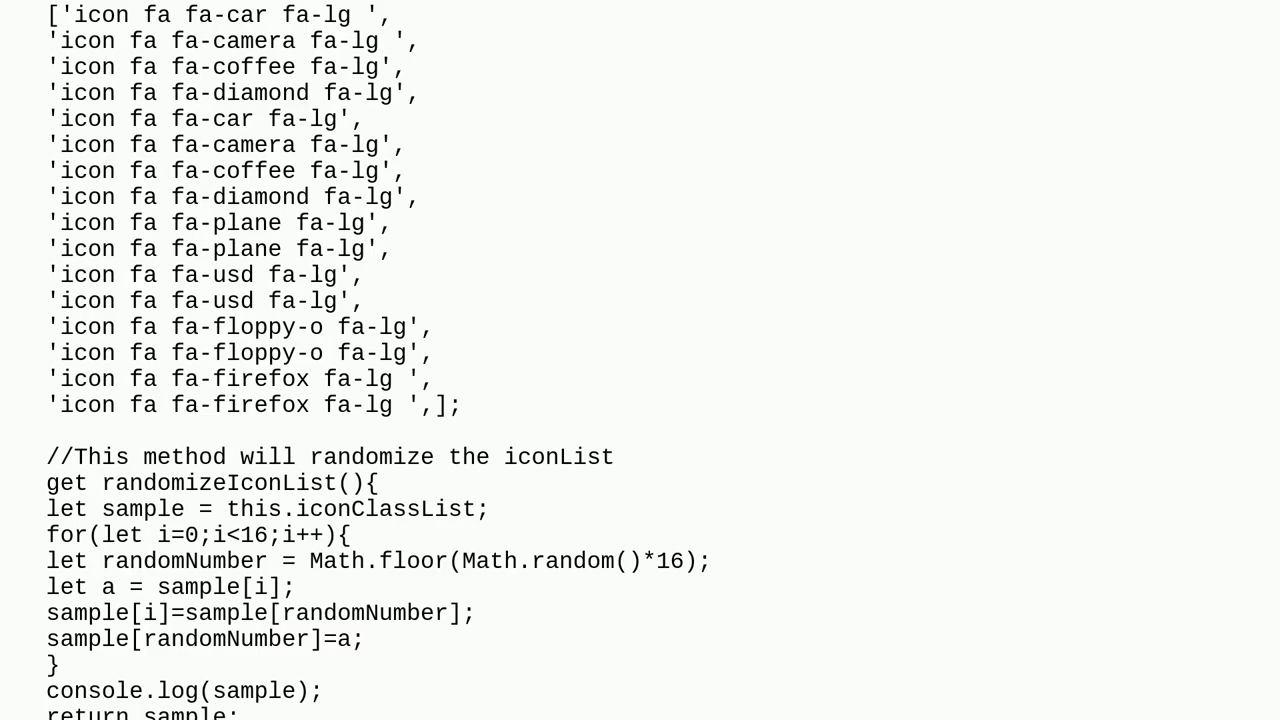 ['icon fa fa-car fa-lg ',
'icon fa fa-camera fa-lg ',
'icon fa fa-coffee fa-lg',
'icon fa fa-diamond fa-lg',
'icon fa fa-car fa-lg',
'icon fa fa-camera fa-lg',
'icon fa fa-coffee fa-lg',
'icon fa fa-diamond fa-lg',
'icon fa fa-plane fa-lg',
'icon fa fa-plane fa-lg',
'icon fa fa-usd fa-lg',
'icon fa fa-usd fa-lg',
'icon fa fa-floppy-o fa-lg',
'icon fa fa-floppy-o fa-lg',
'icon fa fa-firefox fa-lg ',
'icon fa fa-firefox fa-lg ',];
//This method will randomize the iconList
get randomizeIconList(){
let sample = this.iconClassList;
for(let i=0;i<16;i++){
let randomNumber = Math.floor(Math.random()*16);
let a = sample[i];
sample[i]=sample[randomNumber];
sample[randomNumber]=a;
}
console.log(sample);
return sample;